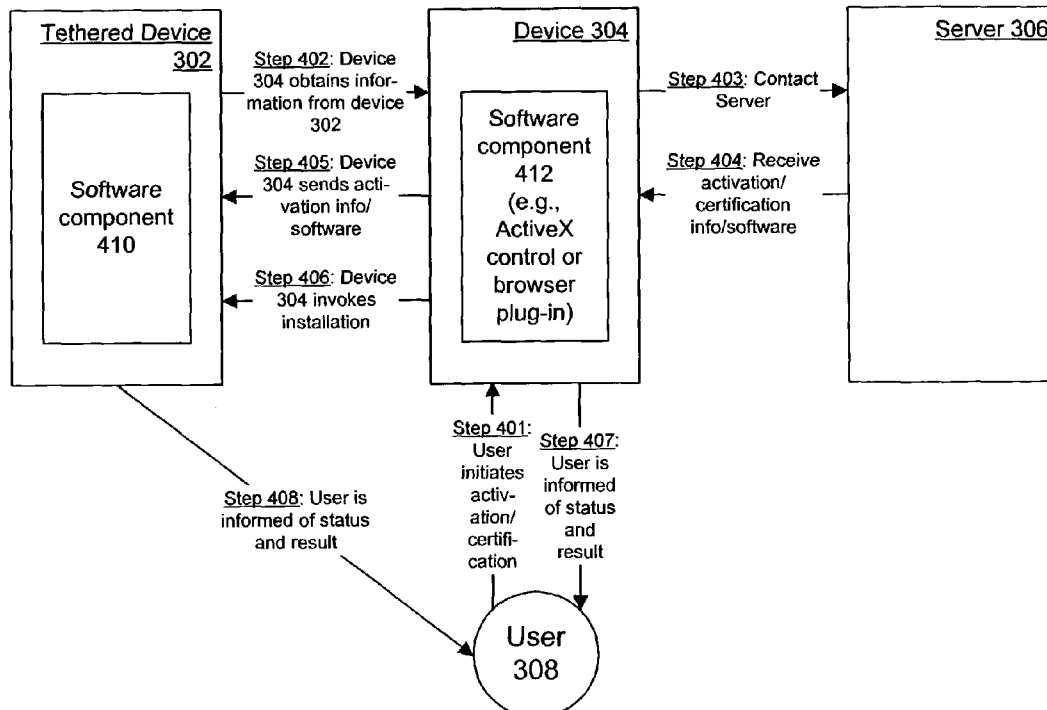 Tethered Device
302
Software
component
410
Step 402: Device
304 obtains infor-
mation from device
302
Step 405: Device
304 sends acti-
vation info/
software
Step 406: Device
304 invokes
installation
Device 304
Software
component
412
(e.g.,
ActiveX
control or
browser
plug-in)
Step 403: Contact
Server
Step 404: Receive
activation/
certification
info/software
Server 306
Step 408: User is
informed of status
and result
Step 401:
User
initiates
activ-
ation/
certifi-
cation
Step 407:
User is
informed
of status
and
result
User
308